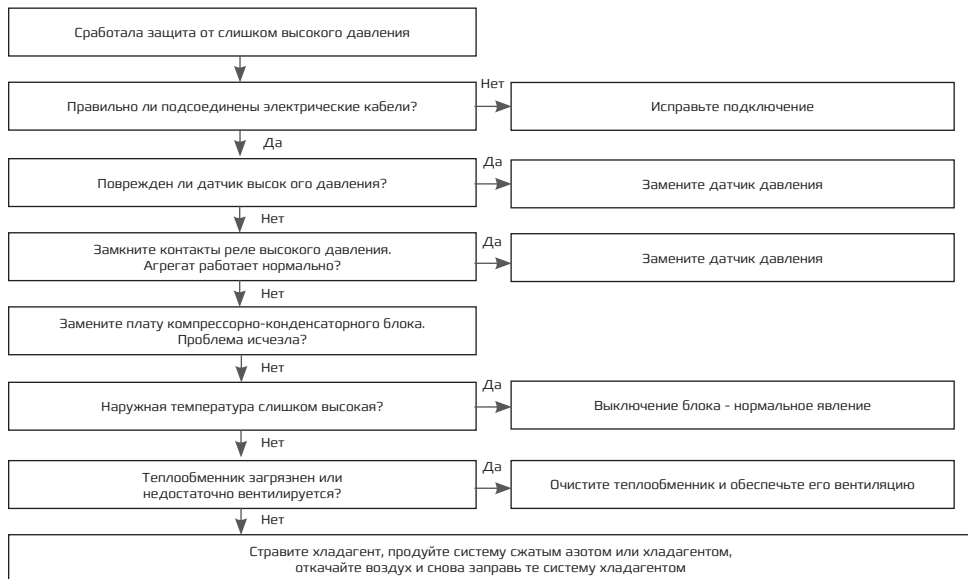 Сработала защита от слишком высокого давления
Нет
Правильно ли подсоединены электрические кабели?
Исправьте подключение
Да
Да
Поврежден ли датчик высок ого давления?
Замените датчик давления
Нет
Замкните контакты реле высокого давления.
Агрегат работает нормально?
Да
Замените датчик давления
Нет
Замените плату компрессорно-конденсаторного блока.
Проблема исчезла?
Нет
Да
Наружная температура слишком высокая?
Выключение блока - нормальное явление
Нет
Теплообменник загрязнен или
недостаточно вентилируется?
Да
Очистите теплообменник и обеспечьте его вентиляцию
Нет
Стравите хладагент, продуйте систему сжатым азотом или хладагентом,
откачайте воздух и снова заправь те систему хладагентом